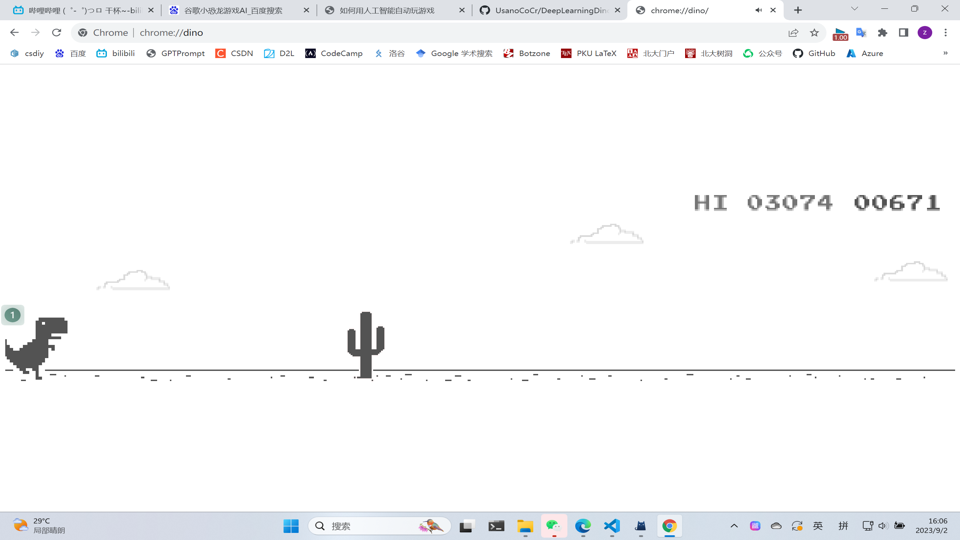 哔哩哔哩 (゜-゜)つロ 干杯~-bili
谷歌小恐龙游戏AI_百度搜索
如何用人工智能自动玩游戏
UsanoCoCr/DeepLearningDin
chrome://dino/
Chrome | chrome://dino
1.00
z
csdiy
百度
bilibili
GPTPrompt
CSDN
D2L
CodeCamp
洛谷
Google 学术搜索
Botzone
PKU LaTeX
北大门户
北大树洞
公众号
GitHub
Azure
»
HI 03074 00671
1
29°C
局部晴朗
搜索
英
拼
16:06
2023/9/2